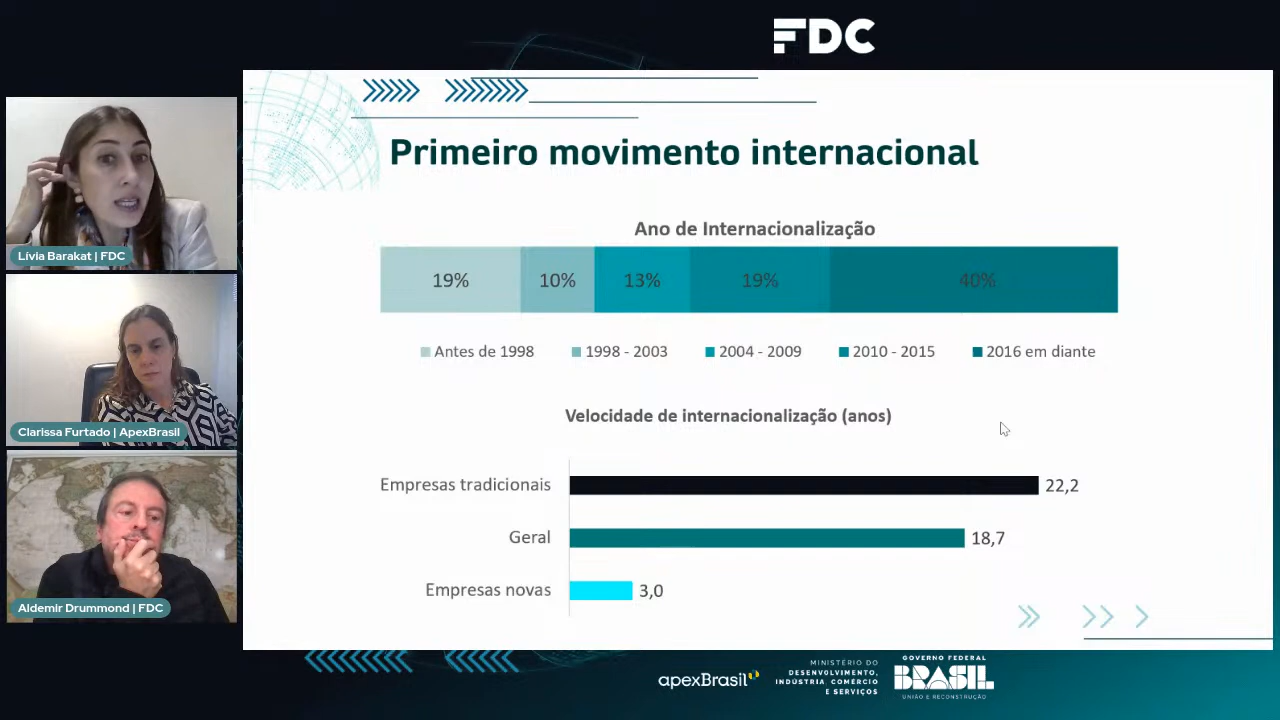 FDC
Primeiro movimento internacional
Ano de Internacionalização
19% 10% 13% 19% 40%
Antes de 1998 1998 - 2003 2004 - 2009 2010 - 2015 2016 em diante
Velocidade de internacionalização (anos)
Empresas tradicionais 22,2
Geral 18,7
Empresas novas 3,0
Lívia Barakat | FDC
Clarissa Furtado | ApexBrasil
Aldemir Drummond | FDC
apexBrasil
MINISTÉRIO DO
DESENVOLVIMENTO,
INDÚSTRIA, COMÉRCIO
E SERVIÇOS
GOVERNO FEDERAL
BRASIL
UNIÃO E RECONSTRUÇÃO